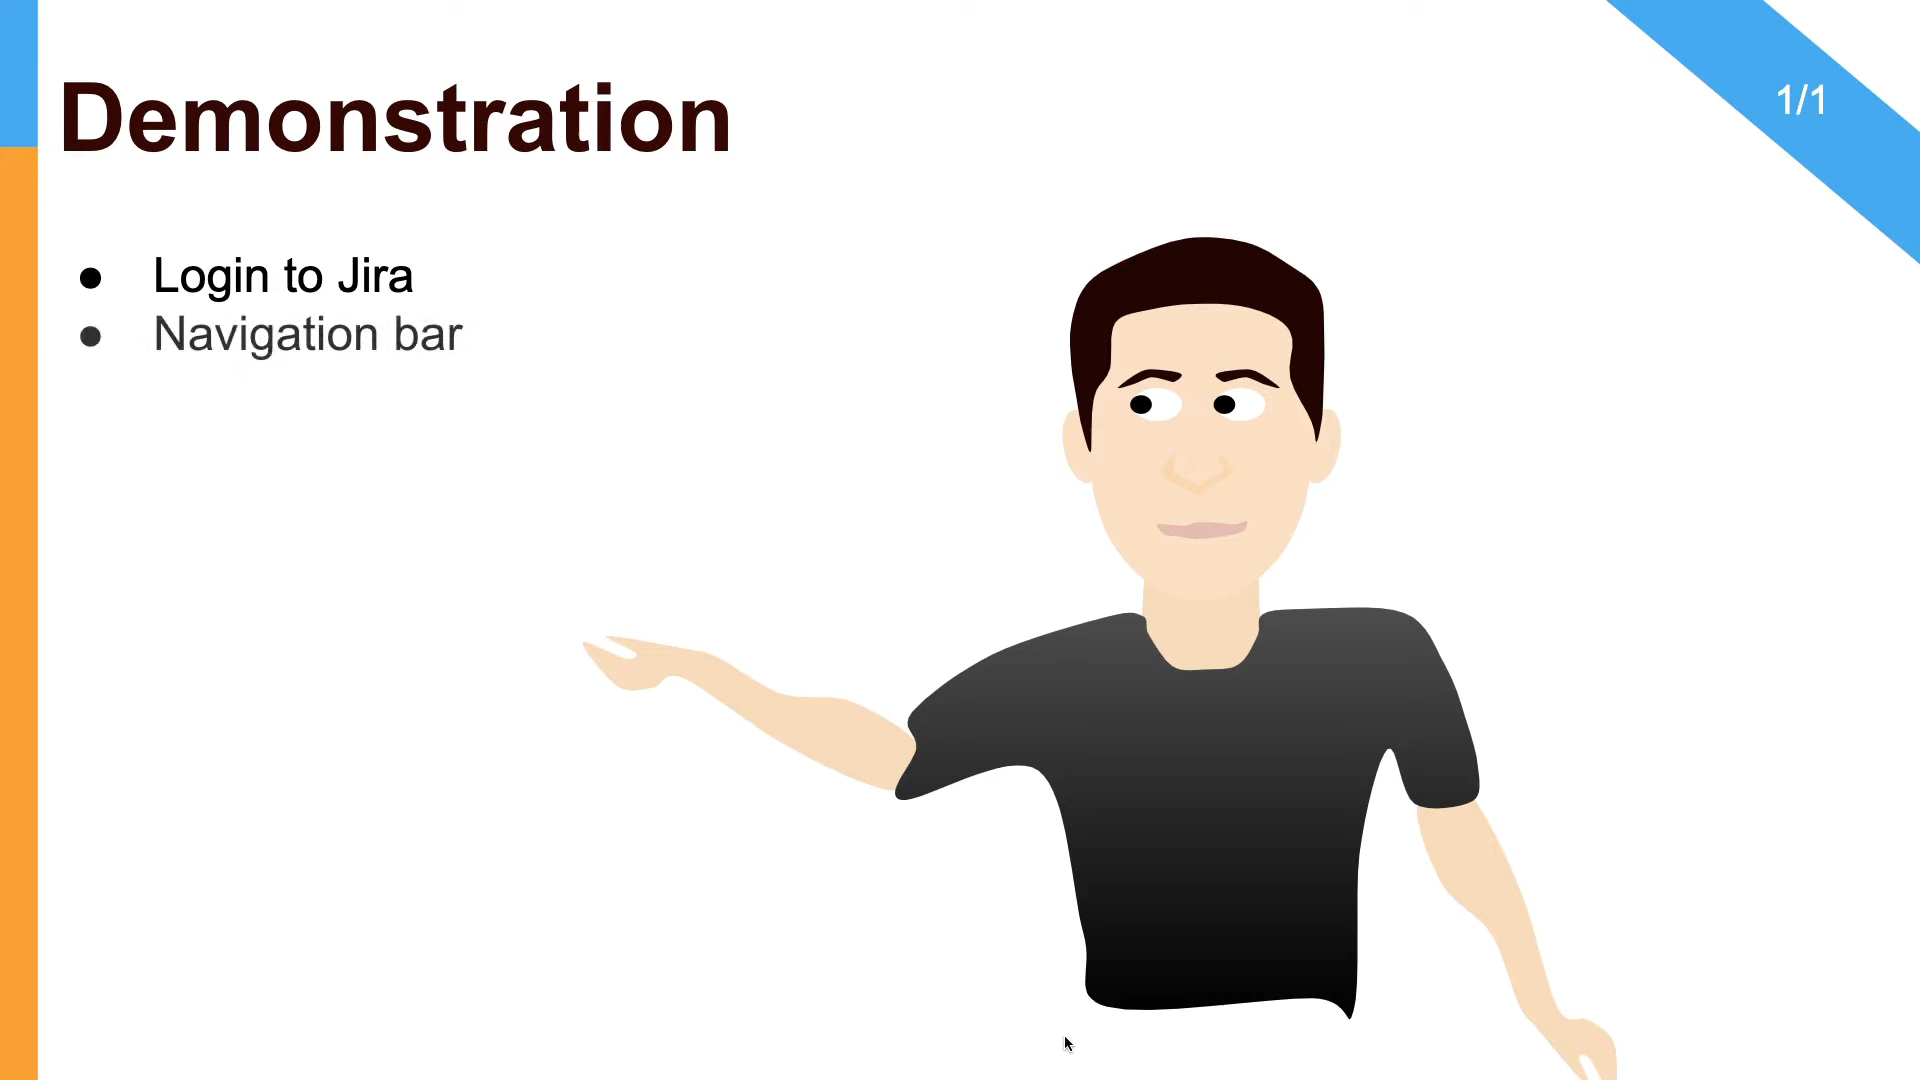 Demonstration
1/1
● Login to Jira
● Navigation bar